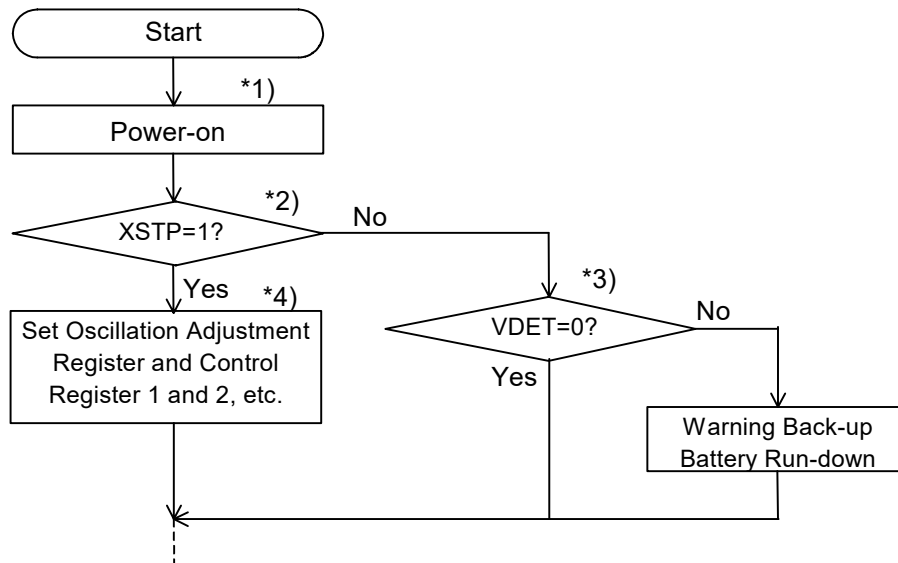 Start
*1)
Power-on
*2)
XSTP=1?
No
Yes
*4)
Set Oscillation Adjustment
Register and Control
Register 1 and 2, etc.
*3)
VDET=0?
No
Yes
Warning Back-up
Battery Run-down